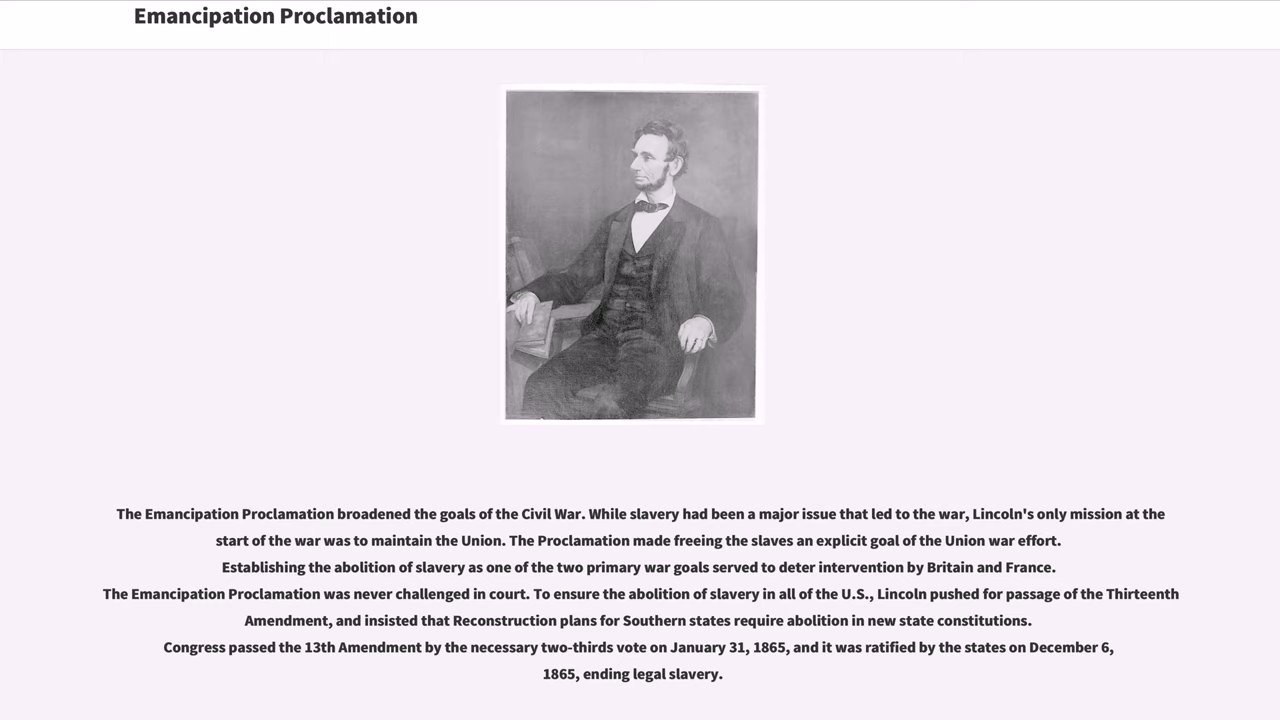 Emancipation Proclamation
The Emancipation Proclamation broadened the goals of the Civil War. While slavery had been a major issue that led to the war, Lincoln's only mission at the
start of the war was to maintain the Union. The Proclamation made freeing the slaves an explicit goal of the Union war effort.
Establishing the abolition of slavery as one of the two primary war goals served to deter intervention by Britain and France.
The Emancipation Proclamation was never challenged in court. To ensure the abolition of slavery in all of the U.S., Lincoln pushed for passage of the Thirteenth
Amendment, and insisted that Reconstruction plans for Southern states require abolition in new state constitutions.
Congress passed the 13th Amendment by the necessary two-thirds vote on January 31, 1865, and it was ratified by the states on December 6,
1865, ending legal slavery.